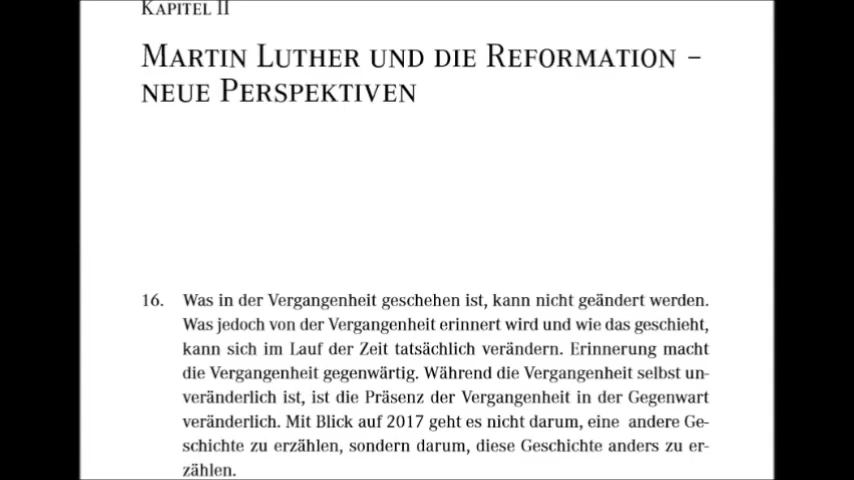 Kapitel II
Martin Luther und die Reformation –
neue Perspektiven
16. Was in der Vergangenheit geschehen ist, kann nicht geändert werden.
Was jedoch von der Vergangenheit erinnert wird und wie das geschieht,
kann sich im Lauf der Zeit tatsächlich verändern. Erinnerung macht
die Vergangenheit gegenwärtig. Während die Vergangenheit selbst un-
veränderlich ist, ist die Präsenz der Vergangenheit in der Gegenwart
veränderlich. Mit Blick auf 2017 geht es nicht darum, eine andere Ge-
schichte zu erzählen, sondern darum, diese Geschichte anders zu er-
zählen.